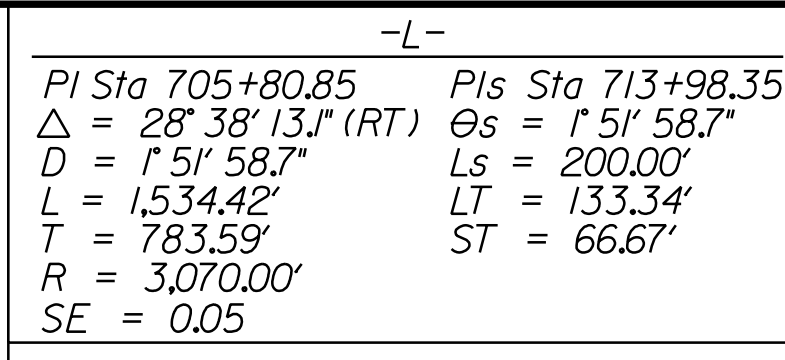 -L-
PI Sta 705+80.85
△ = 28° 38' 13.1" (RT)
D = 1° 51' 58.7"
L = 1,534.42'
T = 783.59'
R = 3,070.00'
SE = 0.05
PIs Sta 713+98.35
Θs = 1° 51' 58.7"
Ls = 200.00'
LT = 133.34'
ST = 66.67'